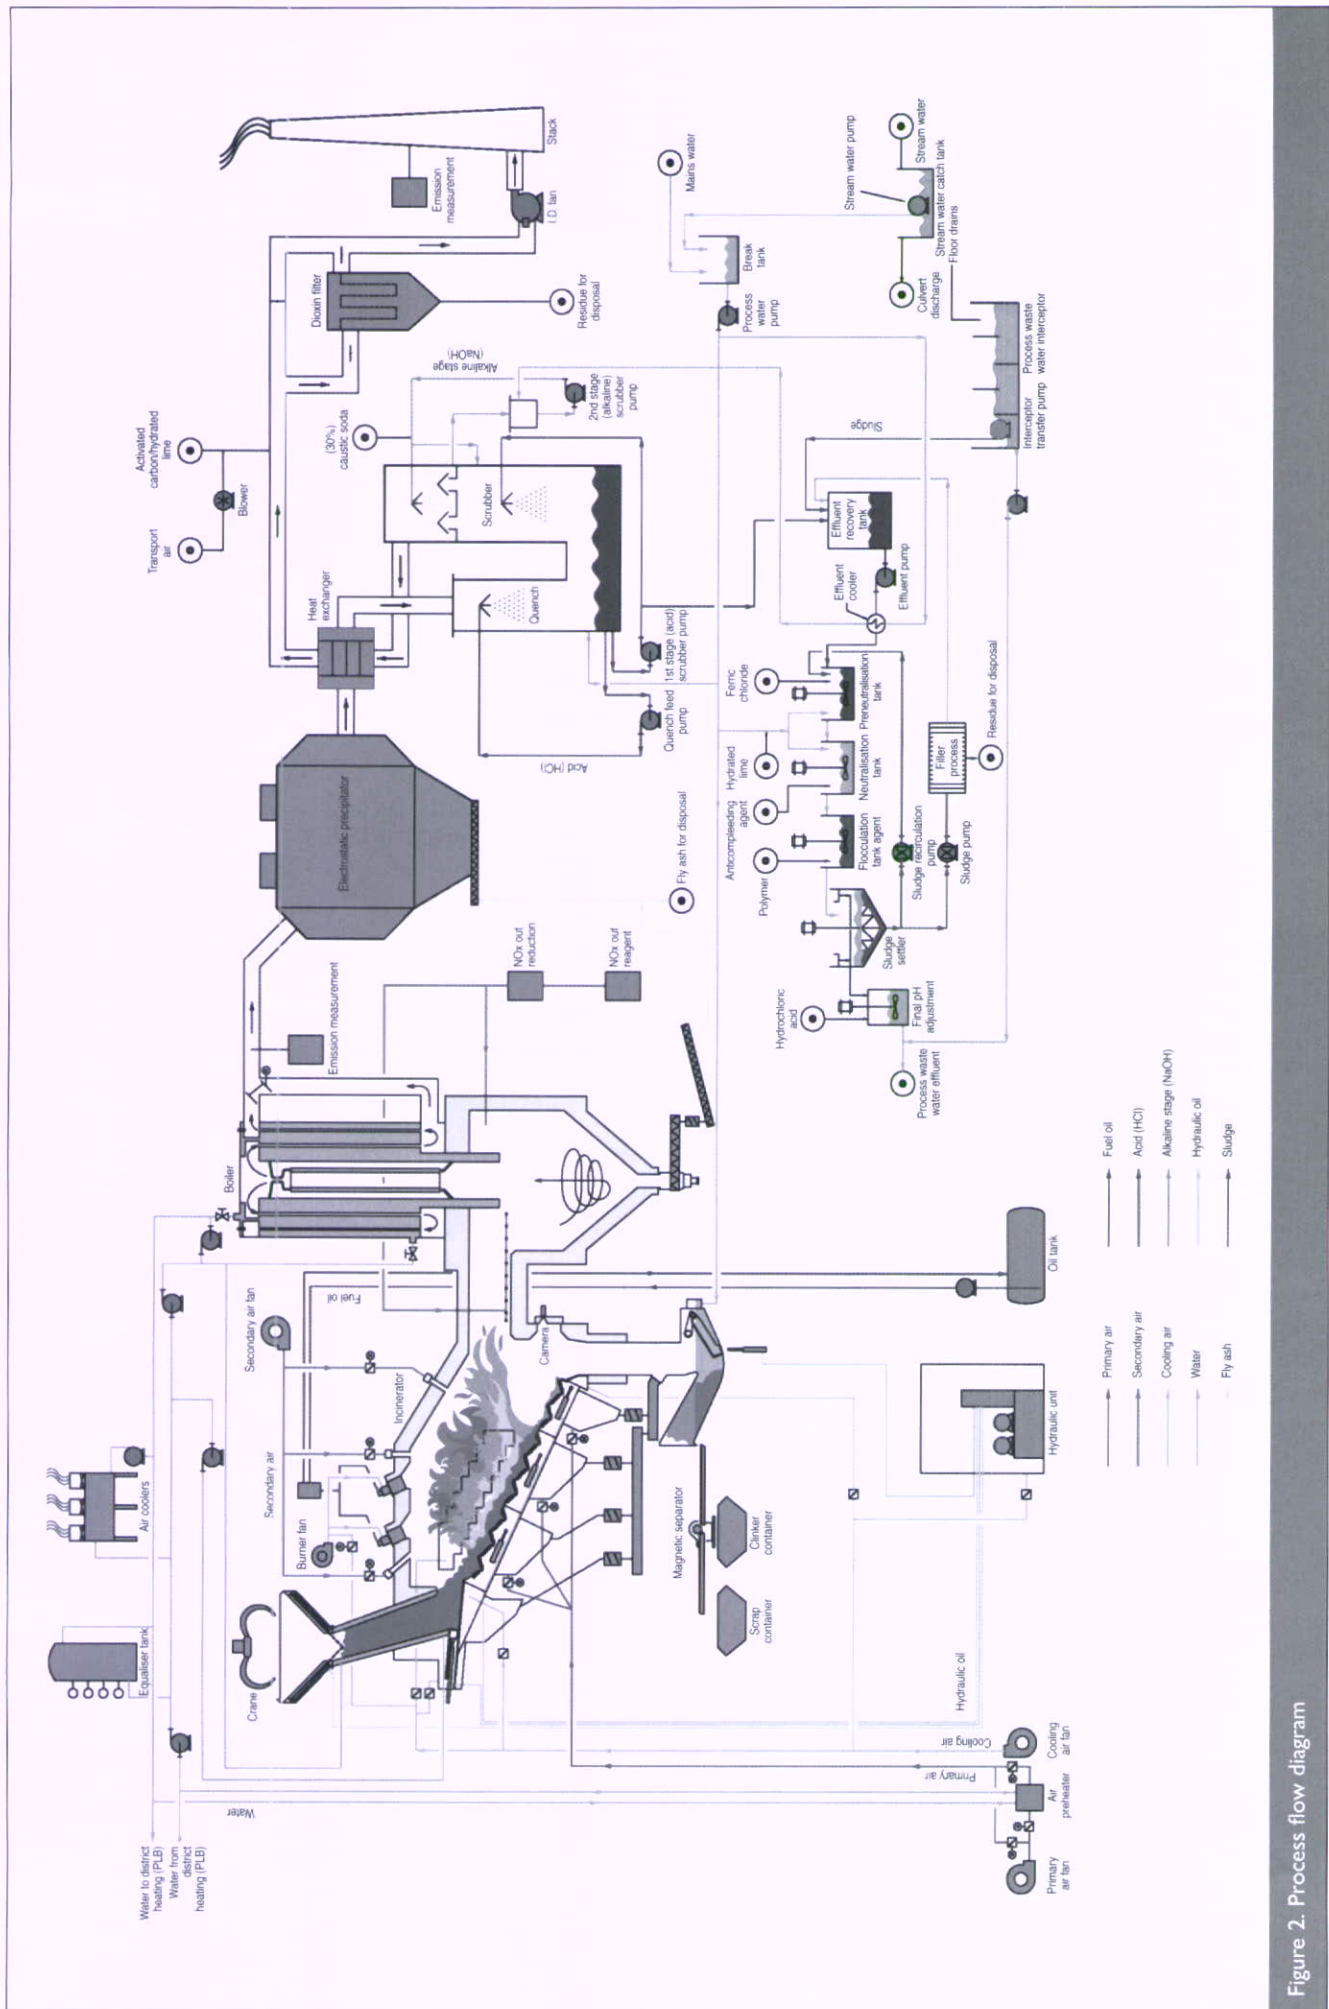 Water to district
heating (PLB)
Water from
district
heating (PLB)
Water
Equaliser tank
Air coolers
Crane
Burner fan
Secondary air
Secondary air fan
Fuel oil
Incinerator
Camera
Boiler
Emission measurement
Electrostatic precipitator
Heat
exchanger
Transport
air
Blower
Activated
carbon/hydrated
lime
Dioxin filter
Residue for
disposal
Emission
measurement
I.D. fan
Stack
(30%)
caustic soda
Alkaline stage
(NaOH)
2nd stage
(alkaline)
scrubber
pump
Scrubber
Quench
Acid (HCl)
Quench feed
pump
1st stage (acid)
scrubber pump
NOx out
reduction
NOx out
reagent
Fly ash for disposal
Mains water
Break
tank
Process
water
pump
Stream water pump
Stream water
Stream water catch tank
Culvert
discharge
Floor drains
Process waste
water interceptor
Interceptor
transfer pump
Sludge
Effluent
recovery
tank
Effluent pump
Effluent
cooler
Ferric
chloride
Preneutralisation
tank
Hydrated
lime
Neutralisation
tank
Anticompleeding
agent
Polymer
Flocculation
tank agent
Sludge recirculation
pump
Sludge pump
Filler
process
Residue for disposal
Sludge
settler
Hydrochloric
acid
Final pH
adjustment
Process waste
water effluent
Magnetic separator
Clinker
container
Scrap
container
Hydraulic oil
Hydraulic unit
Oil tank
Cooling air
Primary air
Cooling
air fan
Air
preheater
Primary
air fan
Primary air
Secondary air
Cooling air
Water
Fly ash
Fuel oil
Acid (HCl)
Alkaline stage (NaOH)
Hydraulic oil
Sludge
Figure 2. Process flow diagram